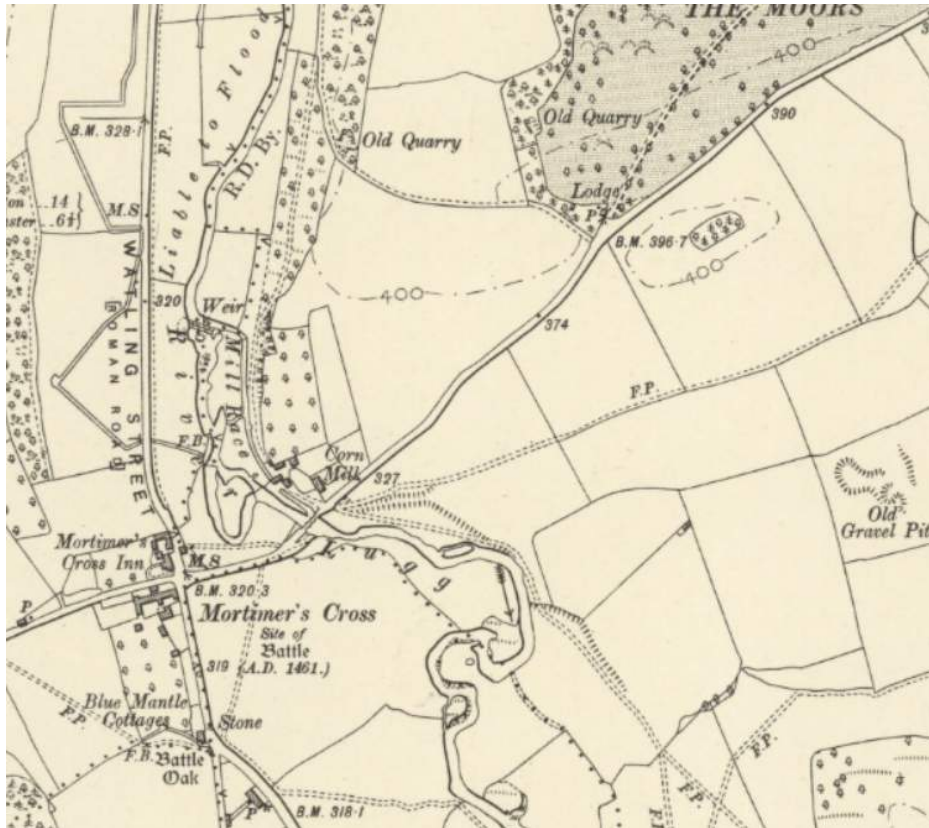 THE MOORS
400
390
Old Quarry
Old Quarry
B.M. 328·1
F.P.
Liable to Flood
R.D. By.
Lodge
P
14
6½
M.S
B.M. 396·7
400
400
WATLING STREET
ROMAN ROAD
320
Weir
374
River
Mill Race
F.P.
F.B.
Corn
Mill
327
Old
Gravel Pit
Mortimer's
Cross Inn
M.S
Lugg
P
B.M. 320·3
Mortimer's Cross
Site of
Battle
(A.D. 1461.)
319
Blue Mantle
Cottages
Stone
F.P.
F.B.
Battle
Oak
F.P.
F.P.
P
B.M. 318·1